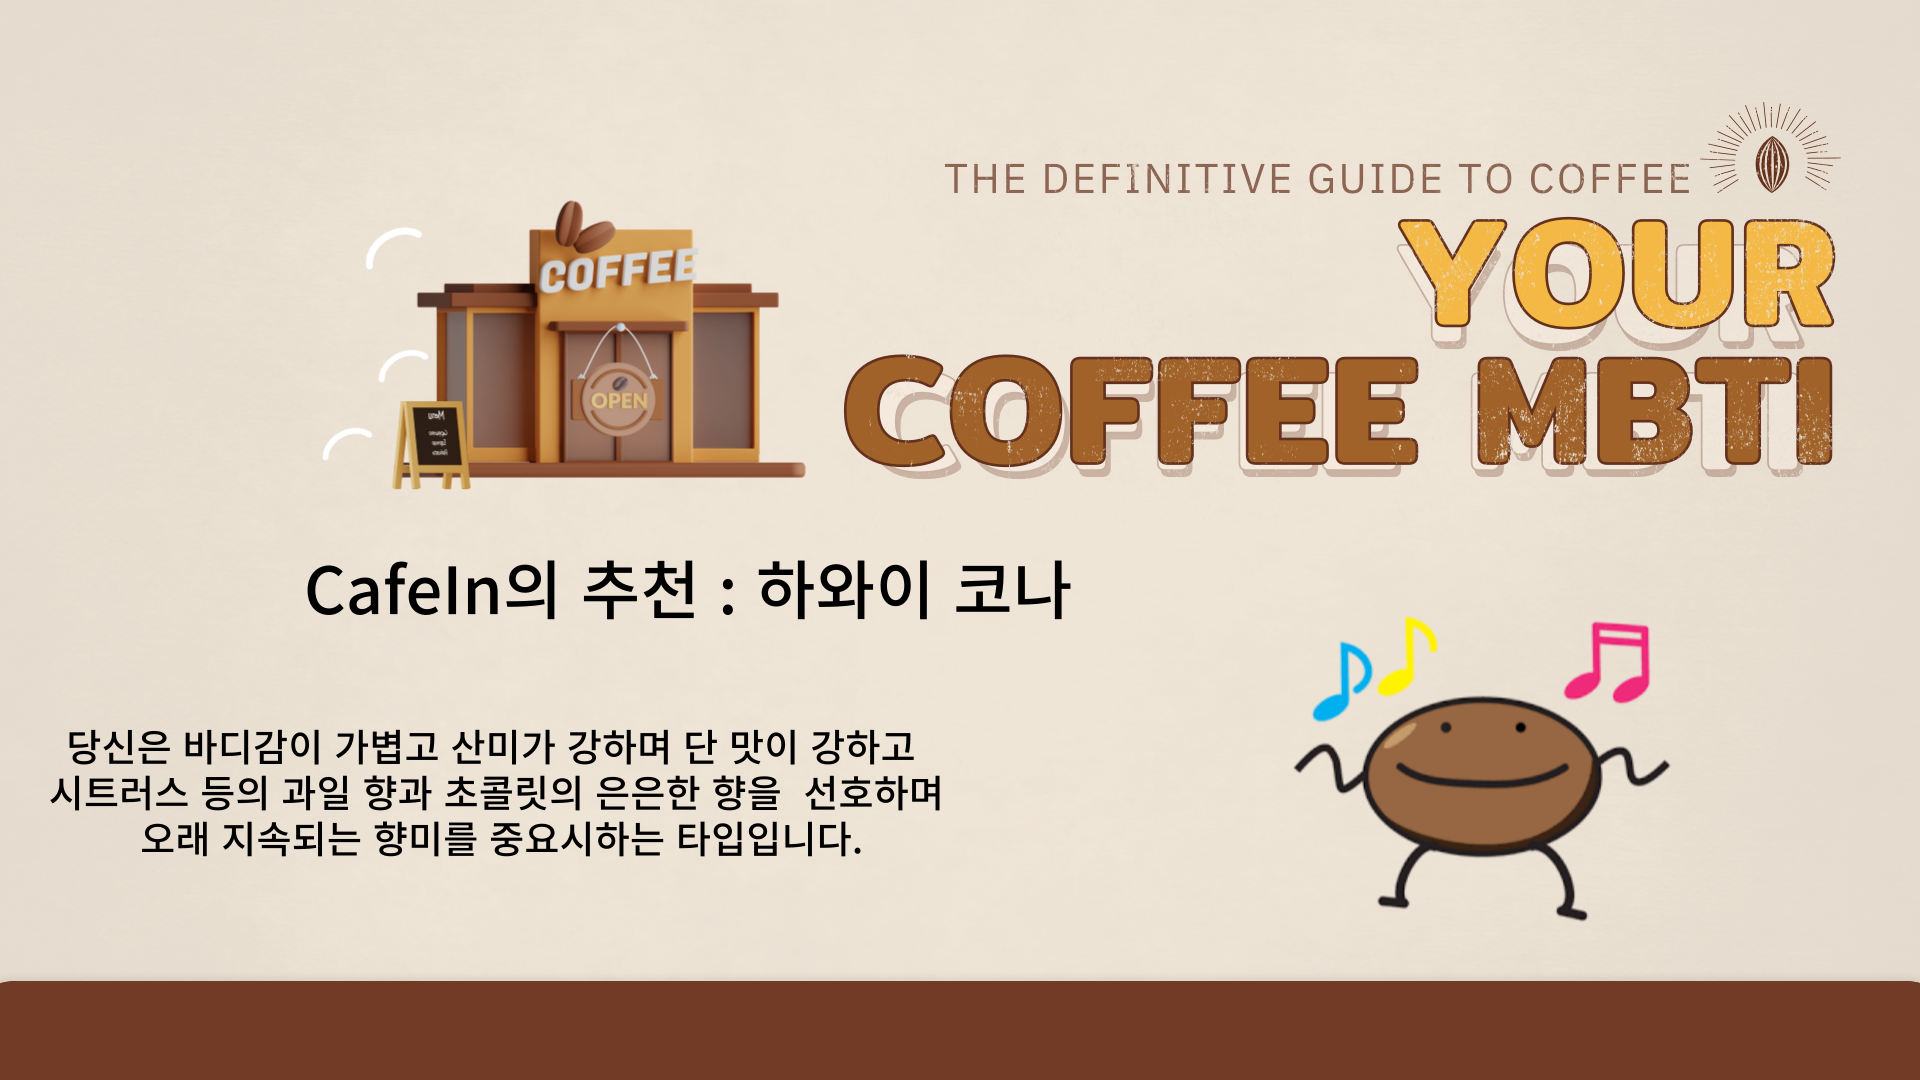 THE DEFINITIVE GUIDE TO COFFEE
YOUR
COFFEE MBTI
COFFEE
OPEN
Menu
CafeIn의 추천 : 하와이 코나
당신은 바디감이 가볍고 산미가 강하며 단 맛이 강하고
시트러스 등의 과일 향과 초콜릿의 은은한 향을  선호하며
오래 지속되는 향미를 중요시하는 타입입니다.